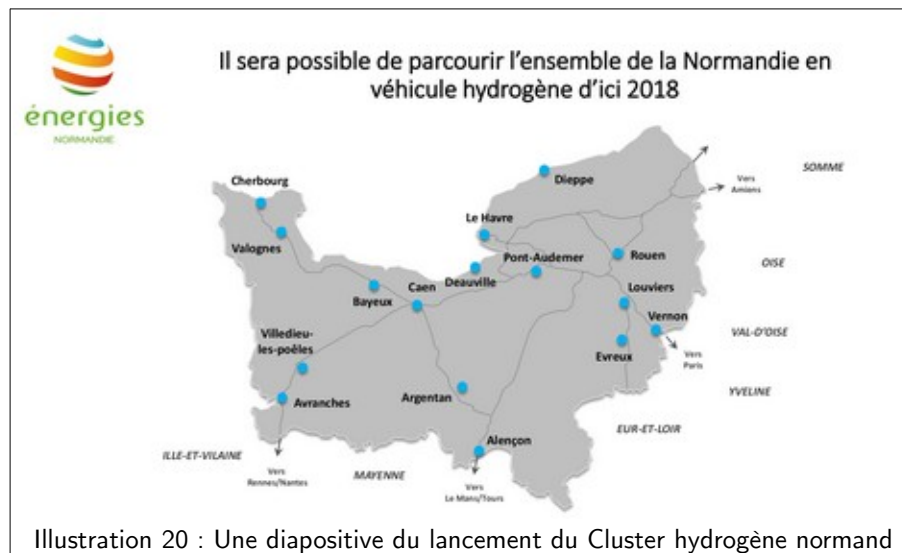 énergies
NORMANDIE
Il sera possible de parcourir l'ensemble de la Normandie en
véhicule hydrogène d'ici 2018
SOMME
Dieppe
Vers
Amiens
Cherbourg
Le Havre
Valognes
Pont-Audemer
Rouen
OISE
Deauville
Bayeux
Caen
Louviers
Vernon
VAL-D'OISE
Villedieu-
les-poêles
Evreux
Vers
Paris
YVELINE
Avranches
Argentan
EUR-ET-LOIR
Alençon
ILLE-ET-VILAINE
MAYENNE
Vers
Rennes/Nantes
Vers
Le Mans/Tours
Illustration 20 : Une diapositive du lancement du Cluster hydrogène normand